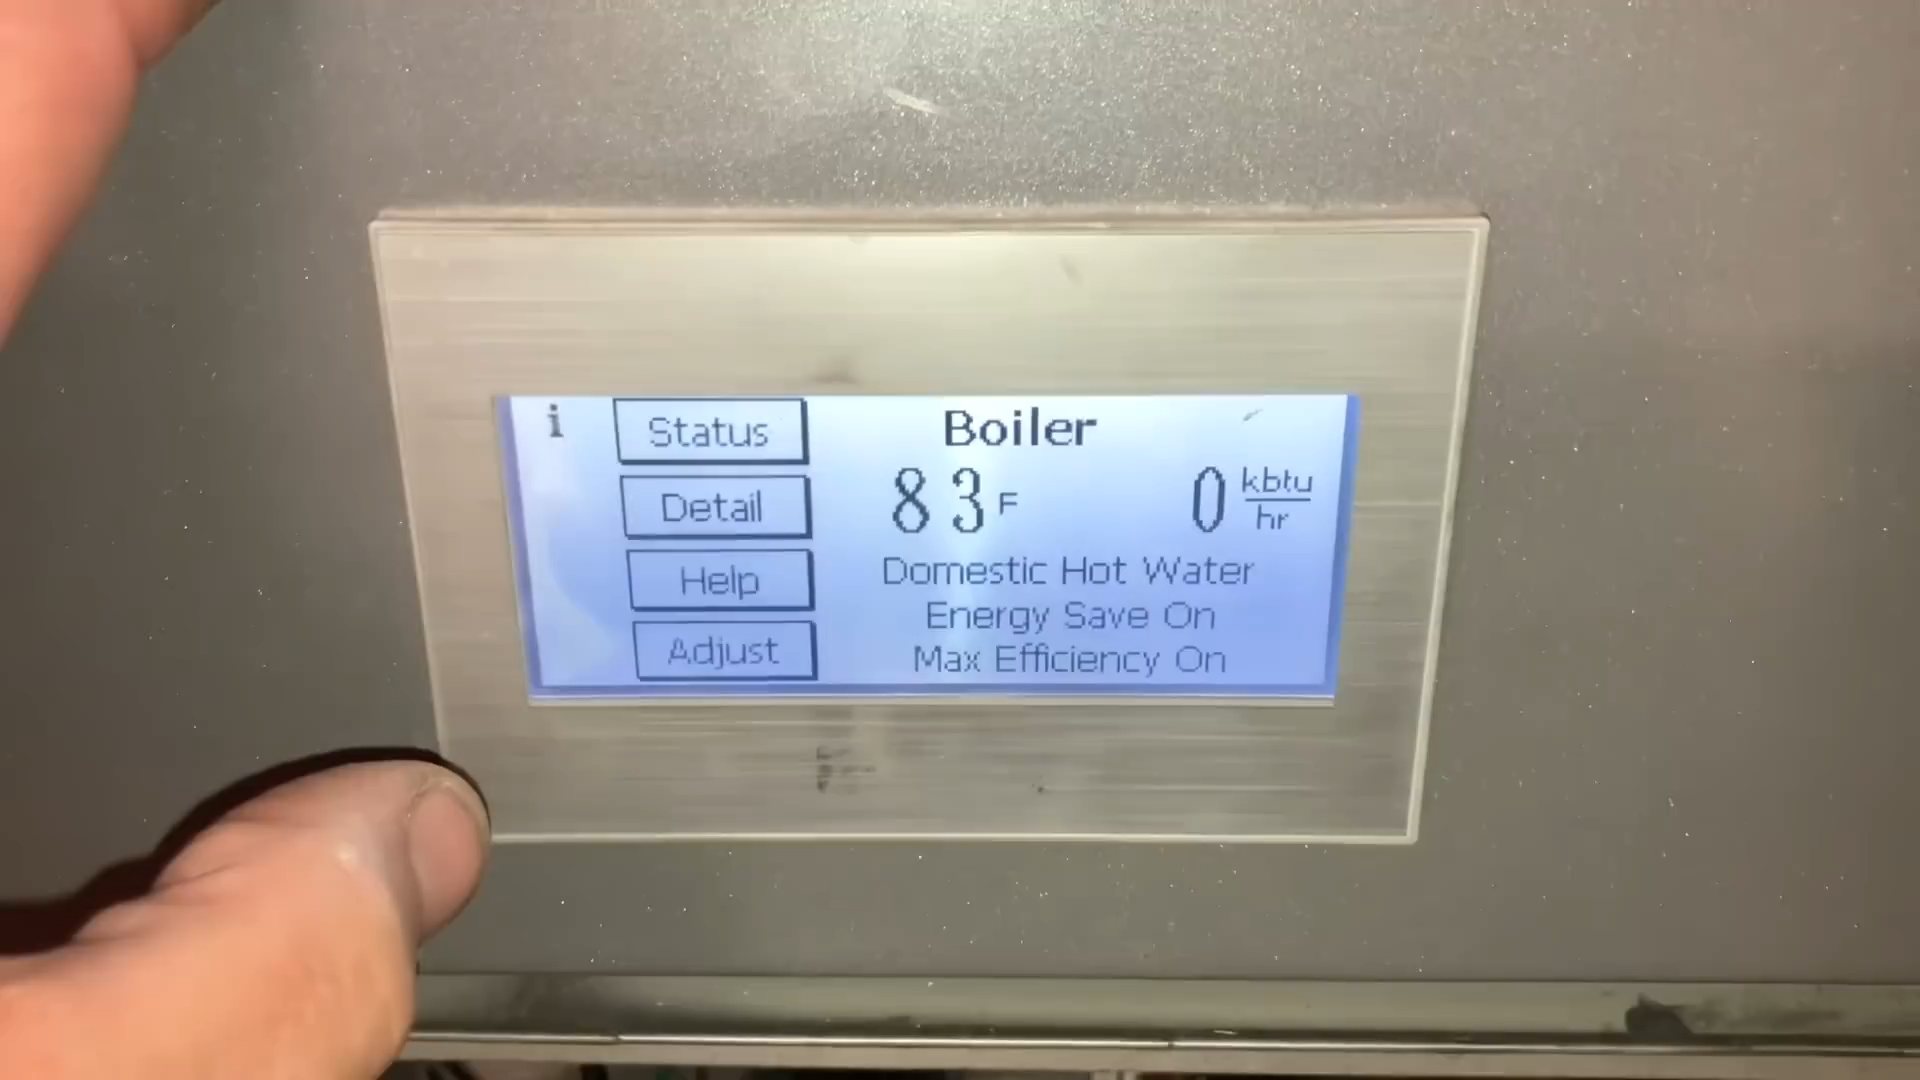 i
Status
Detail
Help
Adjust
Boiler
83 F
0 kbtu
hr
Domestic Hot Water
Energy Save On
Max Efficiency On